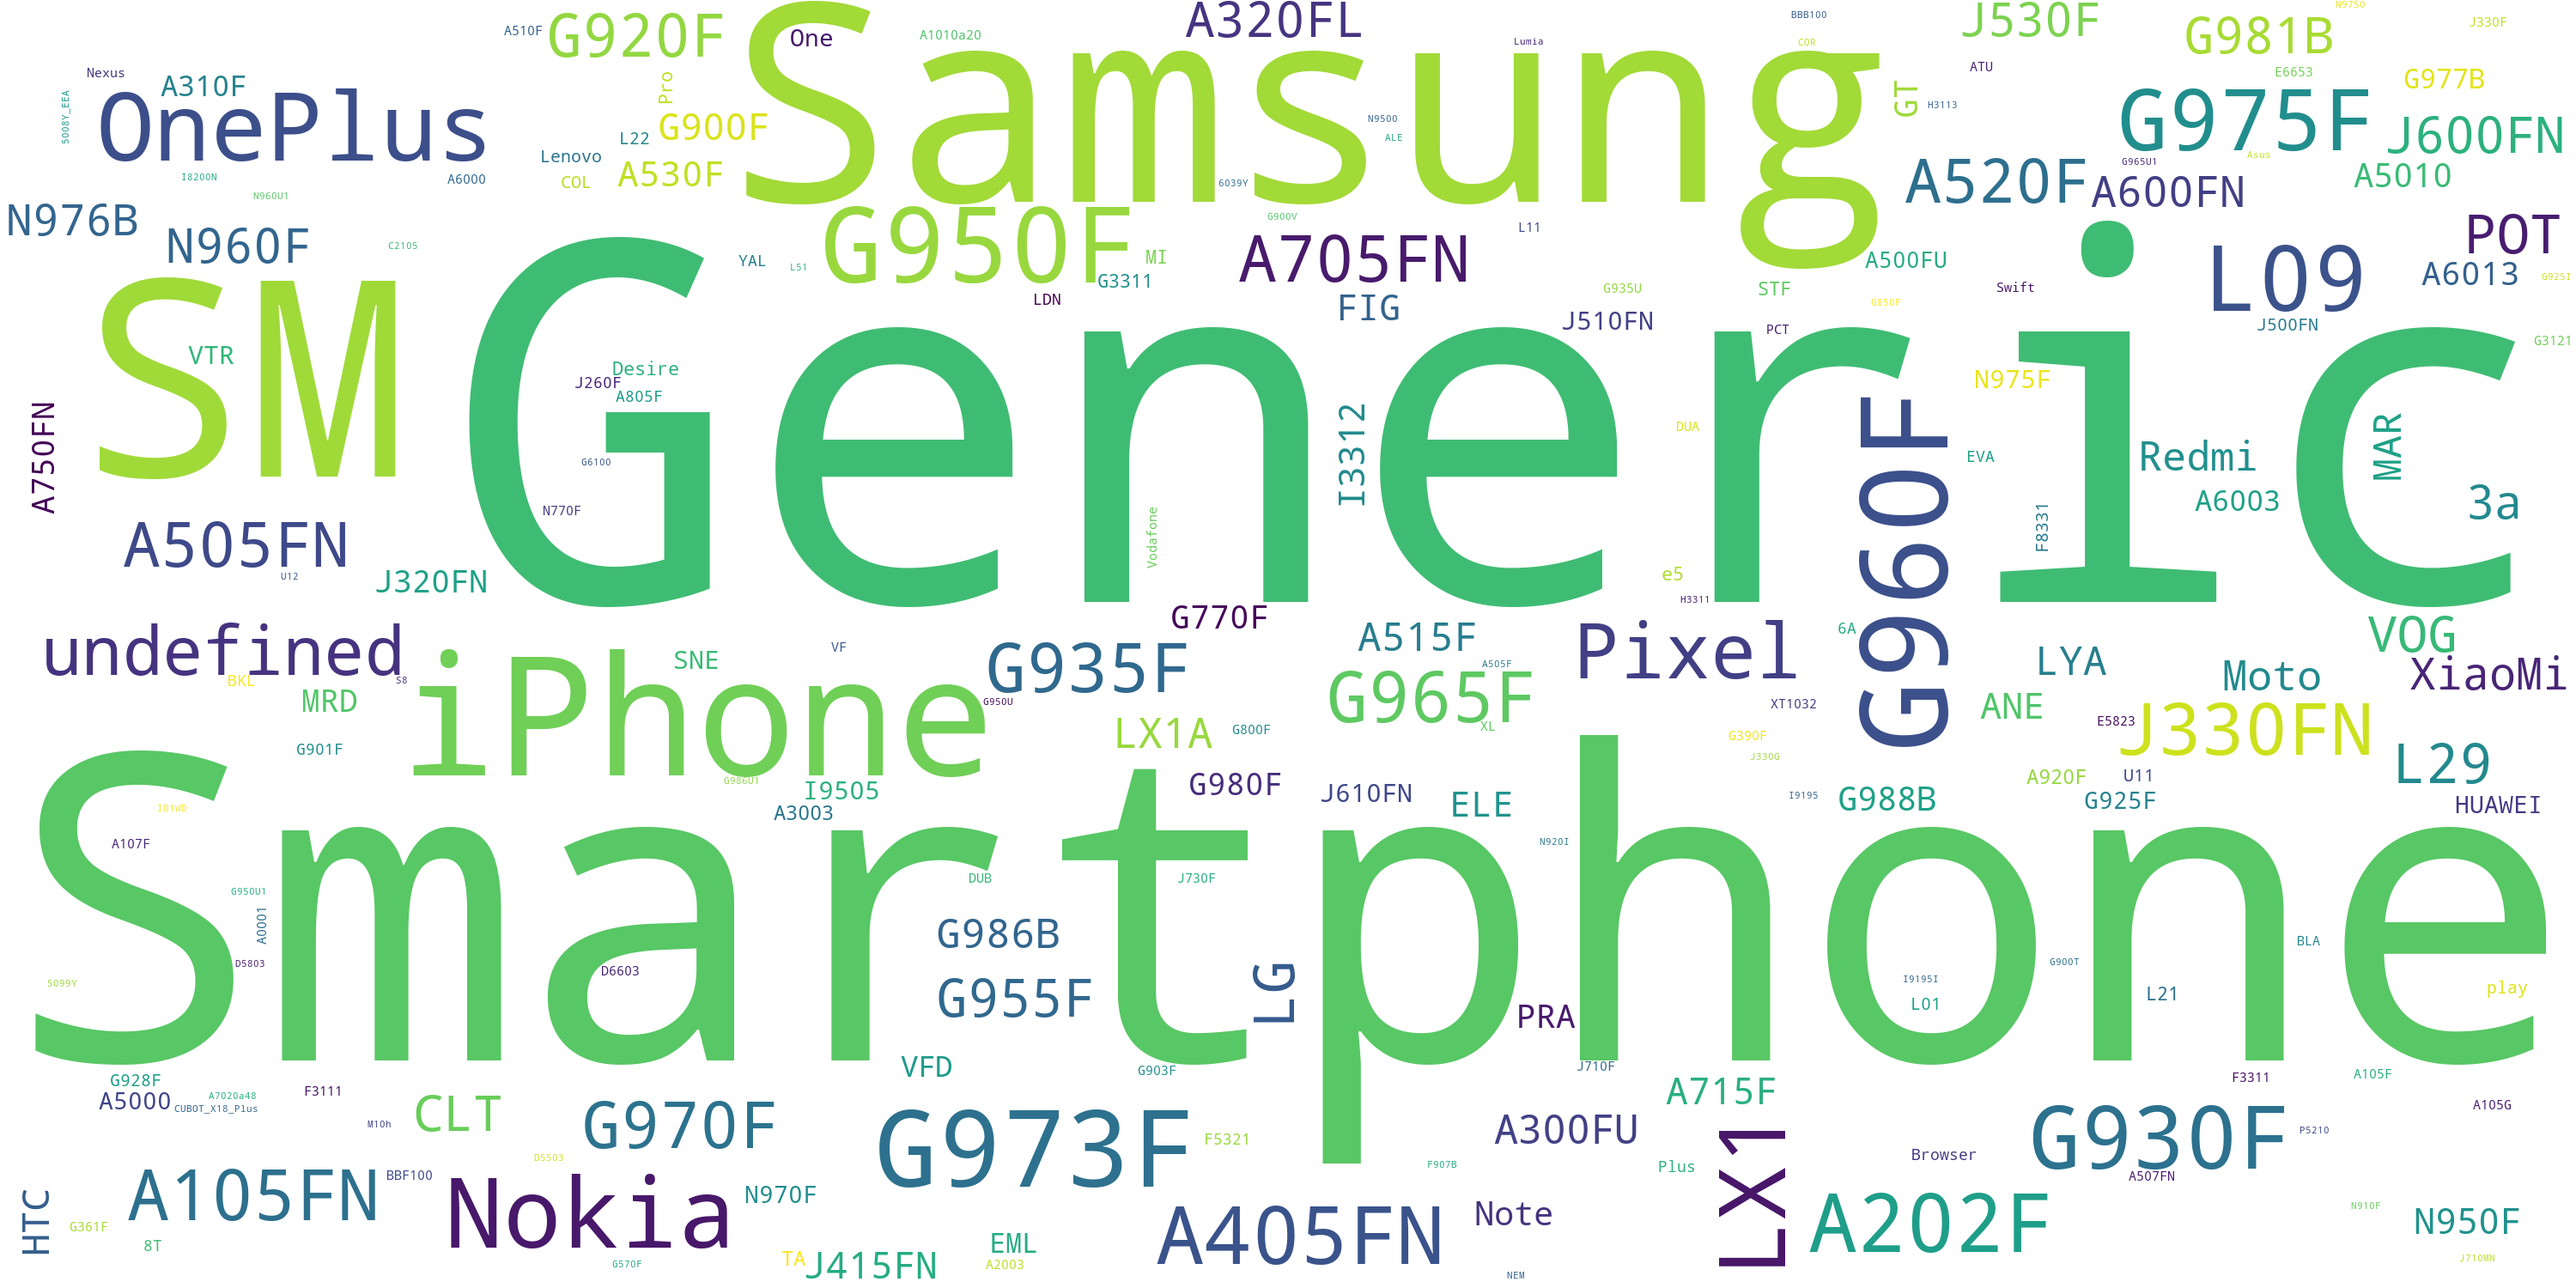 Samsung
A320FL
BBB100
J530F
G981B
N9750
J330F
A510F
G920F
One
A1010a20
Lumia
COR
Nexus
A310F
Pro
ATU
E6653
G977B
5008Y_EEA
OnePlus
L22
G900F
N9500
ALE
GT
H3113
G975F
J600FN
Lenovo
COL
A530F
6039Y
A520F
G965U1
Asus
A5010
I8200N
N960U1
A6000
A600FN
N976B
N960F
C2105
YAL
L51
G950F
MI
G3311
G900V
A705FN
L11
A500FU
L09
POT
A6013
G925I
SM
VTR
LDN
FIG
J510FN
G935U
STF
PCT
G850F
Swift
J500FN
G3121
Generic
Desire
J260F
A805F
G6100
N770F
Vodafone
I3312
DUA
G960F
N975F
EVA
F8331
Redmi
A6003
MAR
3a
A750FN
A505FN
U12
J320FN
e5
H3311
undefined
BKL
MRD
S8
SNE
VF
iPhone
G935F
G950U
G770F
A515F
A505F
G965F
XL
Pixel
6A
LYA
Moto
VOG
XiaoMi
G901F
LX1A
G800F
XT1032
G390F
J330G
ANE
E5823
J330FN
L29
G986U1
I9505
A3003
G980F
J610FN
ELE
I9195
G988B
A920F
U11
G925F
HUAWEI
I01WD
A107F
N920I
Smartphone
G950U1
A0001
D5803
5099Y
DUB
J730F
G986B
D6603
G955F
LG
PRA
I9195I
L01
G900T
BLA
L21
play
G928F
A5000
A7020a48
CUBOT_X18_Plus
F3111
VFD
G903F
J710F
A715F
F3311
A105F
A105G
M10h
CLT
G970F
G973F
F5321
A300FU
LX1
G930F
P5210
D5503
BBF100
F907B
Plus
Browser
A507FN
HTC
A105FN
G361F
8T
Nokia
N970F
G570F
TA
J415FN
EML
A2003
A405FN
Note
NEM
A202F
N910F
N950F
J710MN